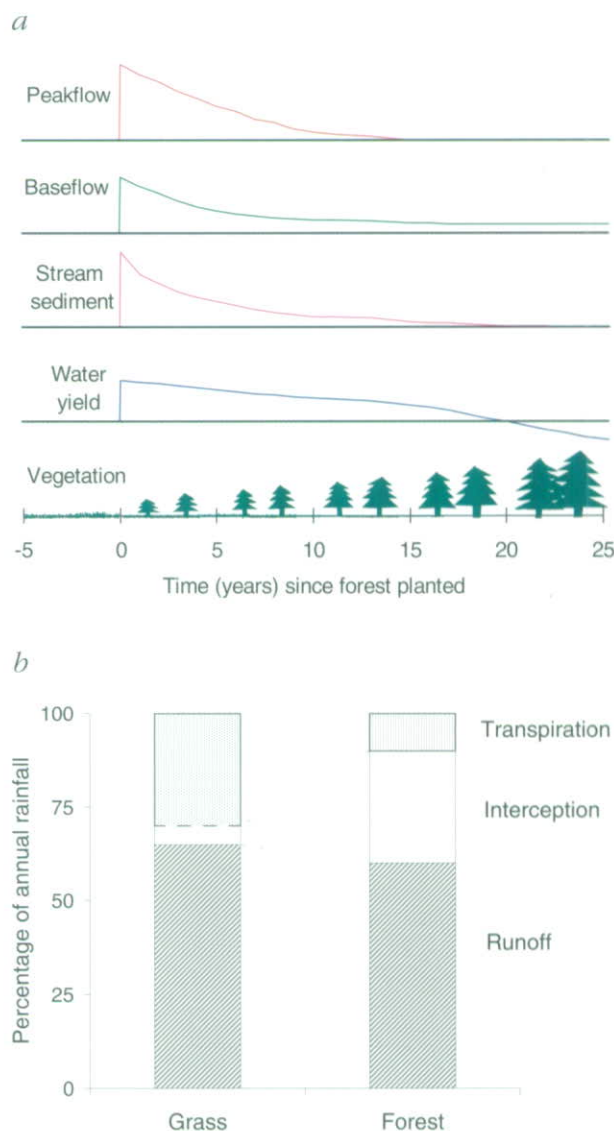 a
Peakflow
Baseflow
Stream
sediment
Water
yield
Vegetation
-5 0 5 10 15 20 25
Time (years) since forest planted
b
Percentage of annual rainfall
100
75
50
25
0
Transpiration
Interception
Runoff
Grass Forest